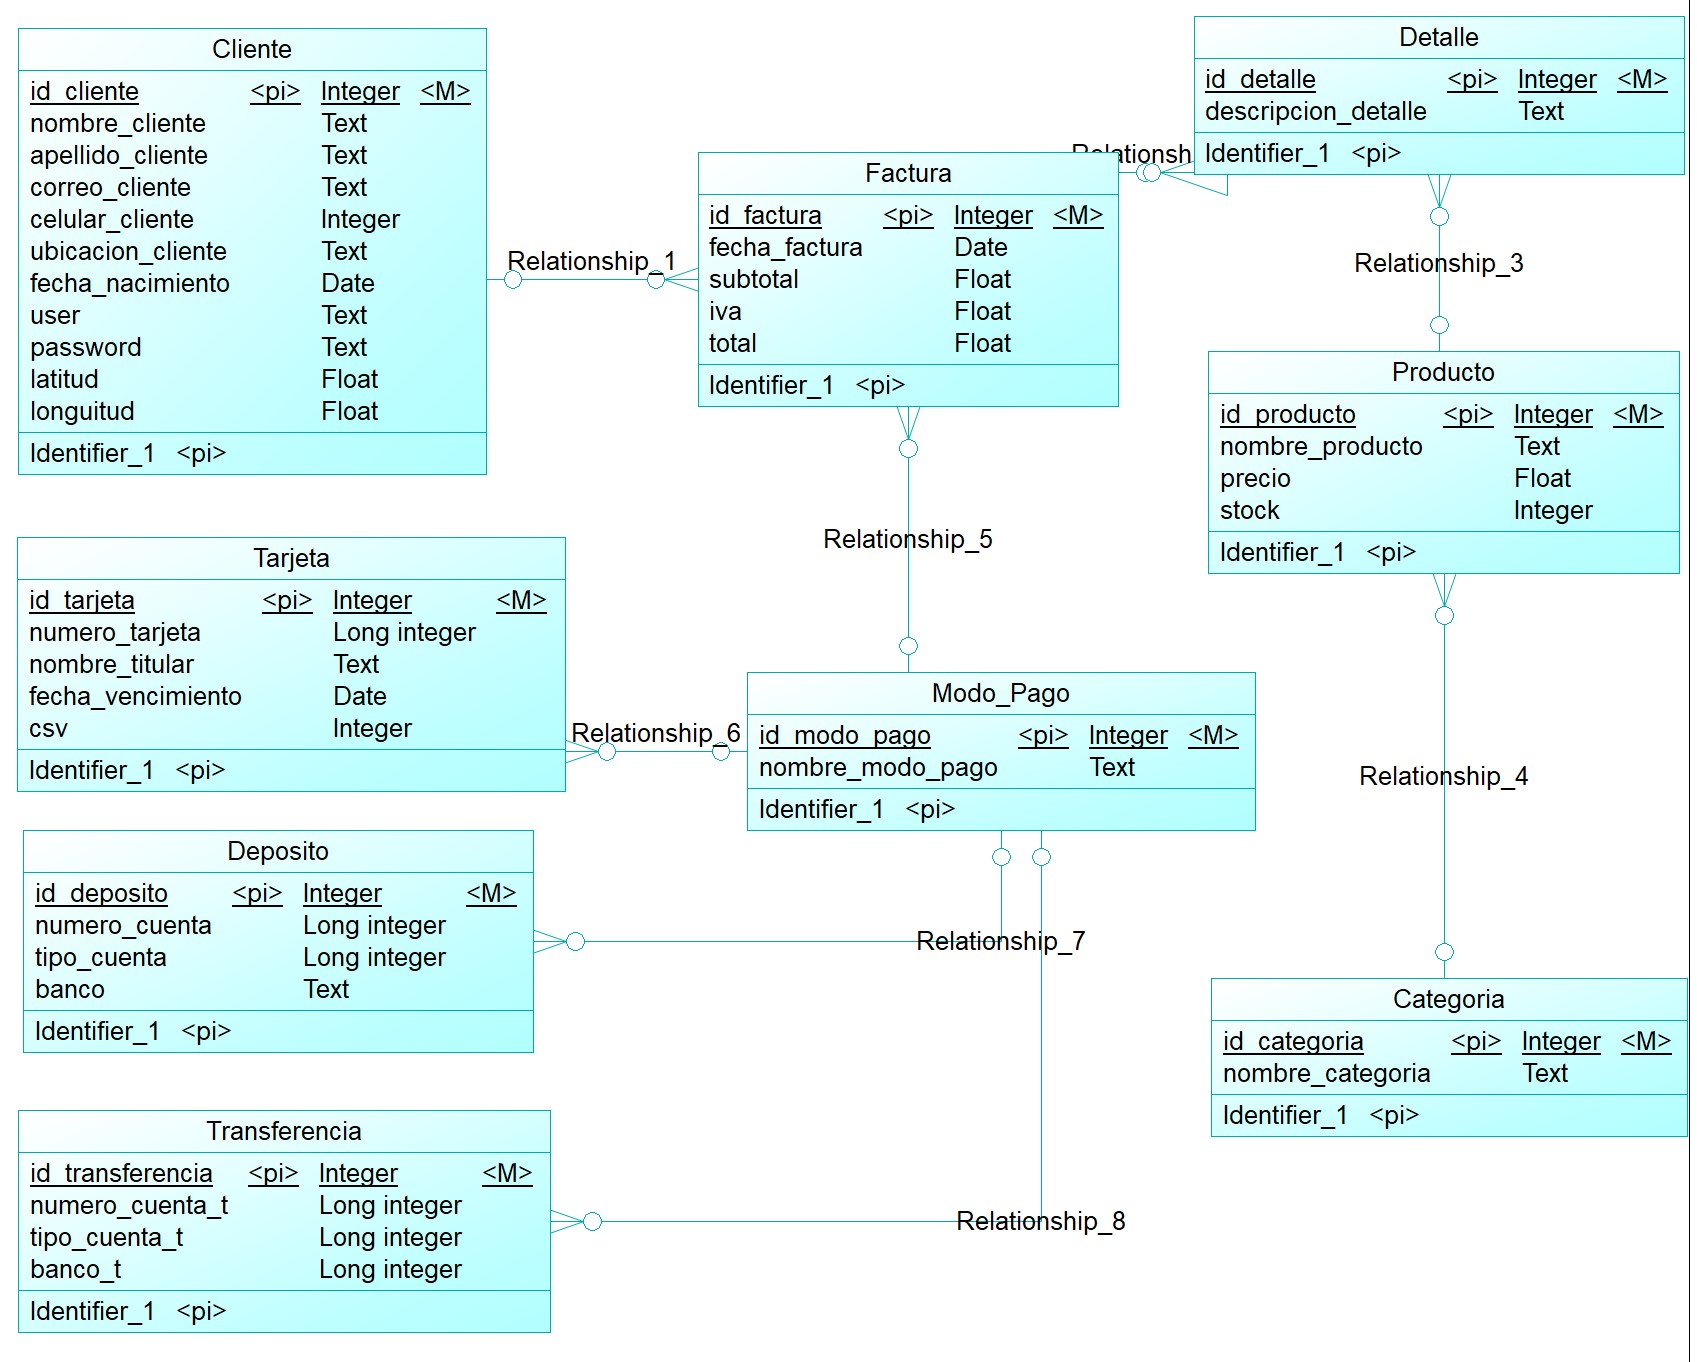 Cliente
id_cliente <pi> Integer <M>
nombre_cliente Text
apellido_cliente Text
correo_cliente Text
celular_cliente Integer
ubicacion_cliente Text
fecha_nacimiento Date
user Text
password Text
latitud Float
longuitud Float
Identifier_1 <pi>
Relationship_1
Factura
id_factura <pi> Integer <M>
fecha_factura Date
subtotal Float
iva Float
total Float
Identifier_1 <pi>
Relationsh
Detalle
id_detalle <pi> Integer <M>
descripcion_detalle Text
Identifier_1 <pi>
Relationship_3
Producto
id_producto <pi> Integer <M>
nombre_producto Text
precio Float
stock Integer
Identifier_1 <pi>
Relationship_4
Categoria
id_categoria <pi> Integer <M>
nombre_categoria Text
Identifier_1 <pi>
Relationship_5
Modo_Pago
id_modo_pago <pi> Integer <M>
nombre_modo_pago Text
Identifier_1 <pi>
Relationship_6
Tarjeta
id_tarjeta <pi> Integer <M>
numero_tarjeta Long integer
nombre_titular Text
fecha_vencimiento Date
csv Integer
Identifier_1 <pi>
Relationship_7
Deposito
id_deposito <pi> Integer <M>
numero_cuenta Long integer
tipo_cuenta Long integer
banco Text
Identifier_1 <pi>
Relationship_8
Transferencia
id_transferencia <pi> Integer <M>
numero_cuenta_t Long integer
tipo_cuenta_t Long integer
banco_t Long integer
Identifier_1 <pi>